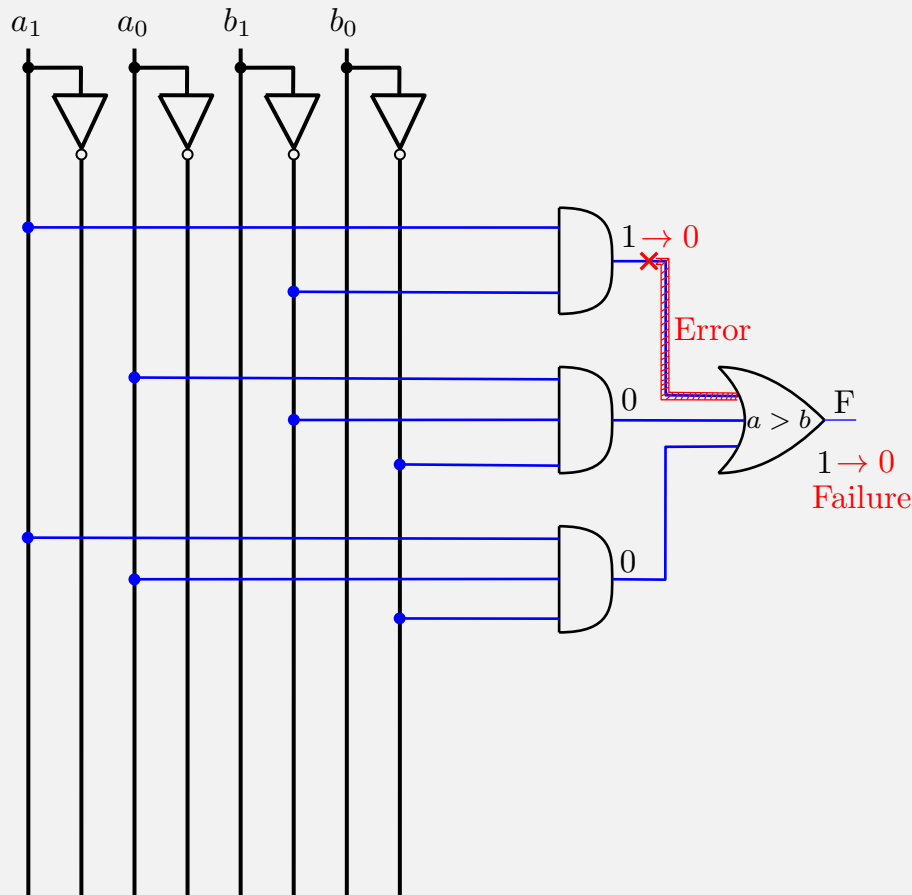 a₁ a₀ b₁ b₀
1 → 0
Error
0
F
a > b
1 → 0
Failure
0